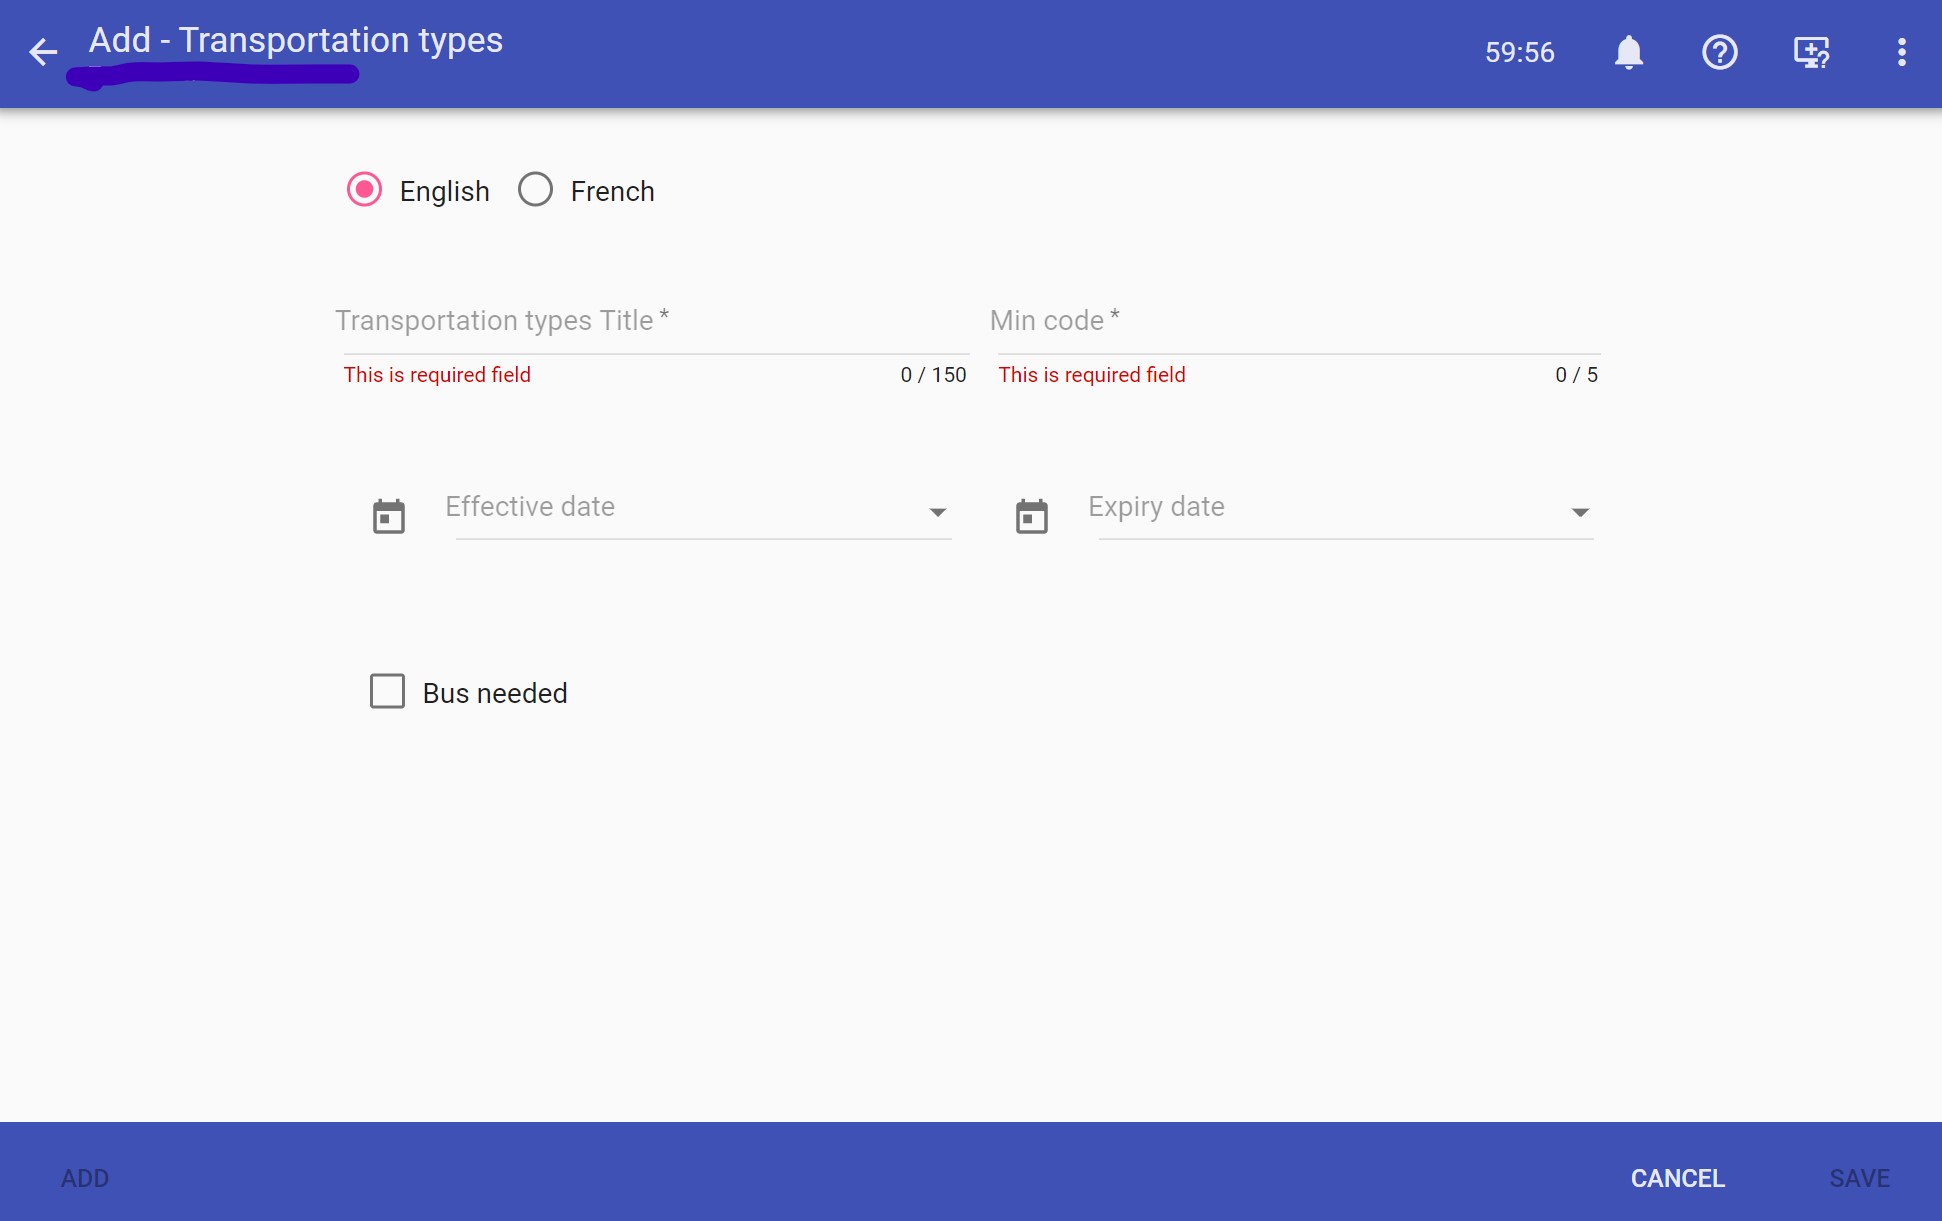 Add - Transportation types
59:56
English French
Transportation types Title *
Min code *
This is required field 0 / 150
This is required field 0 / 5
Effective date
Expiry date
Bus needed
ADD CANCEL SAVE